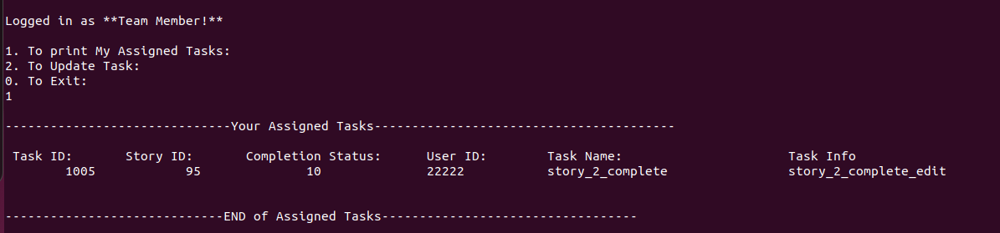 Logged in as **Team Member!**
1. To print My Assigned Tasks:
2. To Update Task:
0. To Exit:
1
------------------------------Your Assigned Tasks----------------------------------------
Task ID: Story ID: Completion Status: User ID: Task Name: Task Info
1005 95 10 22222 story_2_complete story_2_complete_edit
-----------------------------END of Assigned Tasks----------------------------------